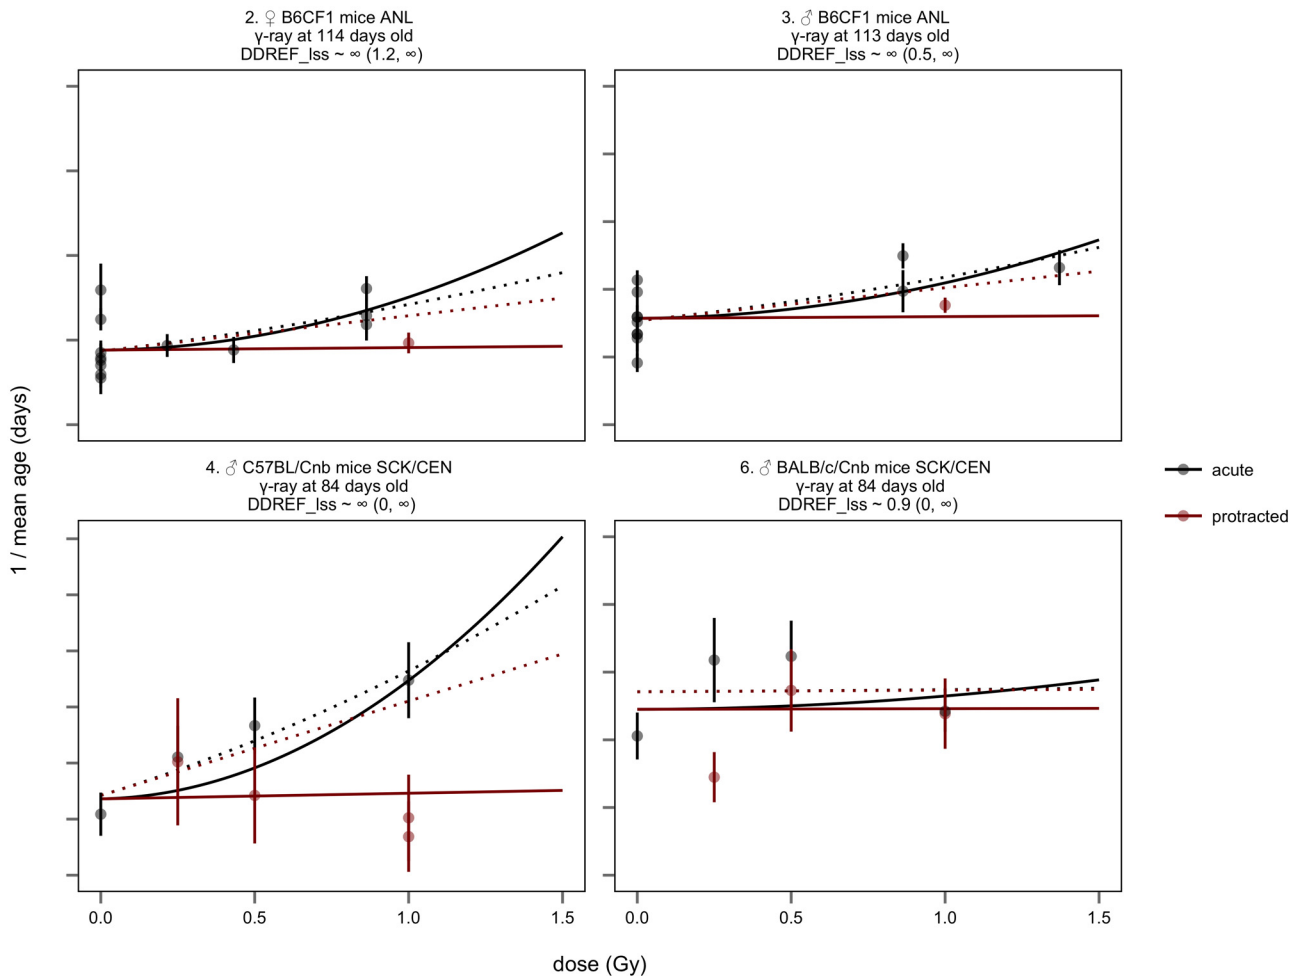 2. ♀ B6CF1 mice ANL
γ-ray at 114 days old
DDREF_lss ~ ∞ (1.2, ∞)
3. ♂ B6CF1 mice ANL
γ-ray at 113 days old
DDREF_lss ~ ∞ (0.5, ∞)
1 / mean age (days)
4. ♂ C57BL/Cnb mice SCK/CEN
γ-ray at 84 days old
DDREF_lss ~ ∞ (0, ∞)
6. ♂ BALB/c/Cnb mice SCK/CEN
γ-ray at 84 days old
DDREF_lss ~ 0.9 (0, ∞)
acute
protracted
0.0 0.5 1.0 1.5
0.0 0.5 1.0 1.5
dose (Gy)